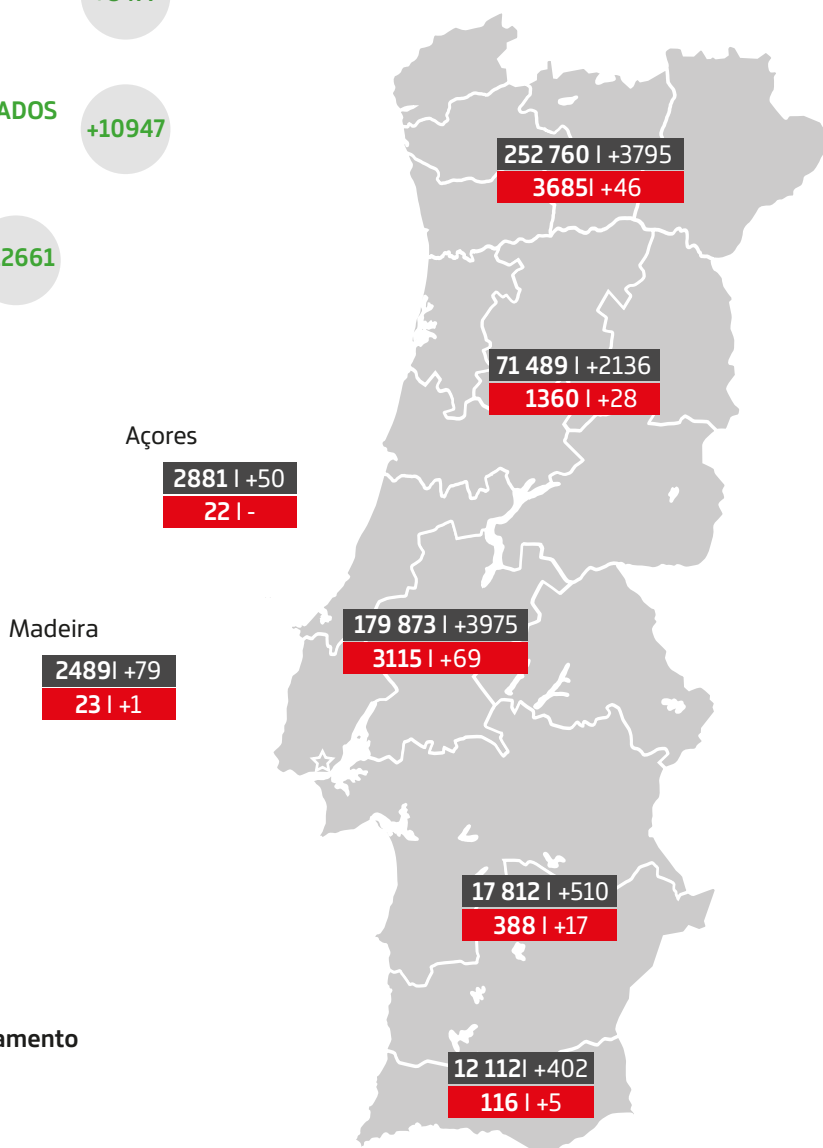 ADOS
+10947
2661
252 760 | +3795
3685| +46
71 489 | +2136
1360 | +28
Açores
2881 | +50
22 | -
Madeira
2489| +79
23 | +1
179 873 | +3975
3115 | +69
17 812 | +510
388 | +17
amento
12 112| +402
116 | +5